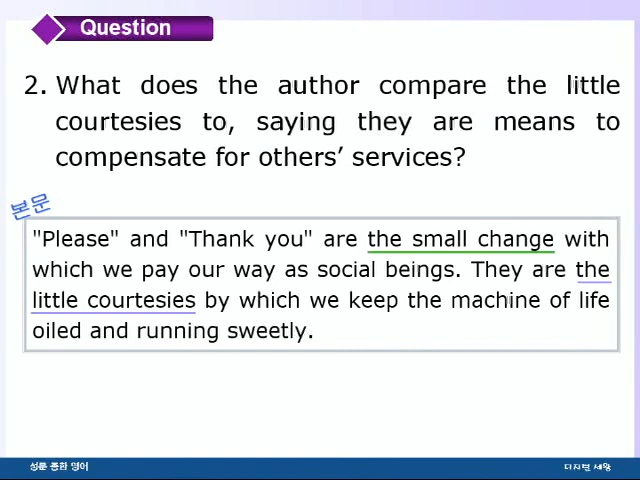 Question
2. What does the author compare the little
courtesies to, saying they are means to
compensate for others’ services?
본문
"Please" and "Thank you" are the small change with
which we pay our way as social beings. They are the
little courtesies by which we keep the machine of life
oiled and running sweetly.
성문 종합 영어
디지털 세왕